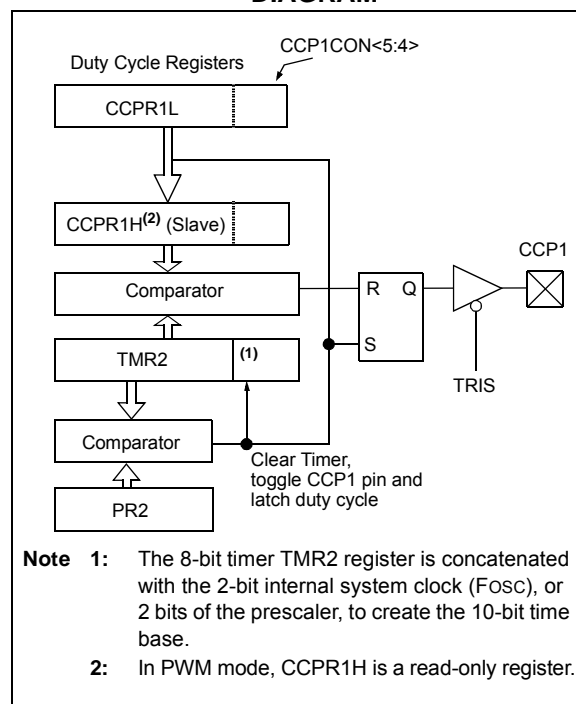 DIAGRAM
CCP1CON<5:4>
Duty Cycle Registers
CCPR1L
CCPR1H(2) (Slave)
CCP1
Comparator
R Q
TMR2
(1)
S
TRIS
Comparator
Clear Timer,
toggle CCP1 pin and
latch duty cycle
PR2
Note 1: The 8-bit timer TMR2 register is concatenated
with the 2-bit internal system clock (FOSC), or
2 bits of the prescaler, to create the 10-bit time
base.
2: In PWM mode, CCPR1H is a read-only register.